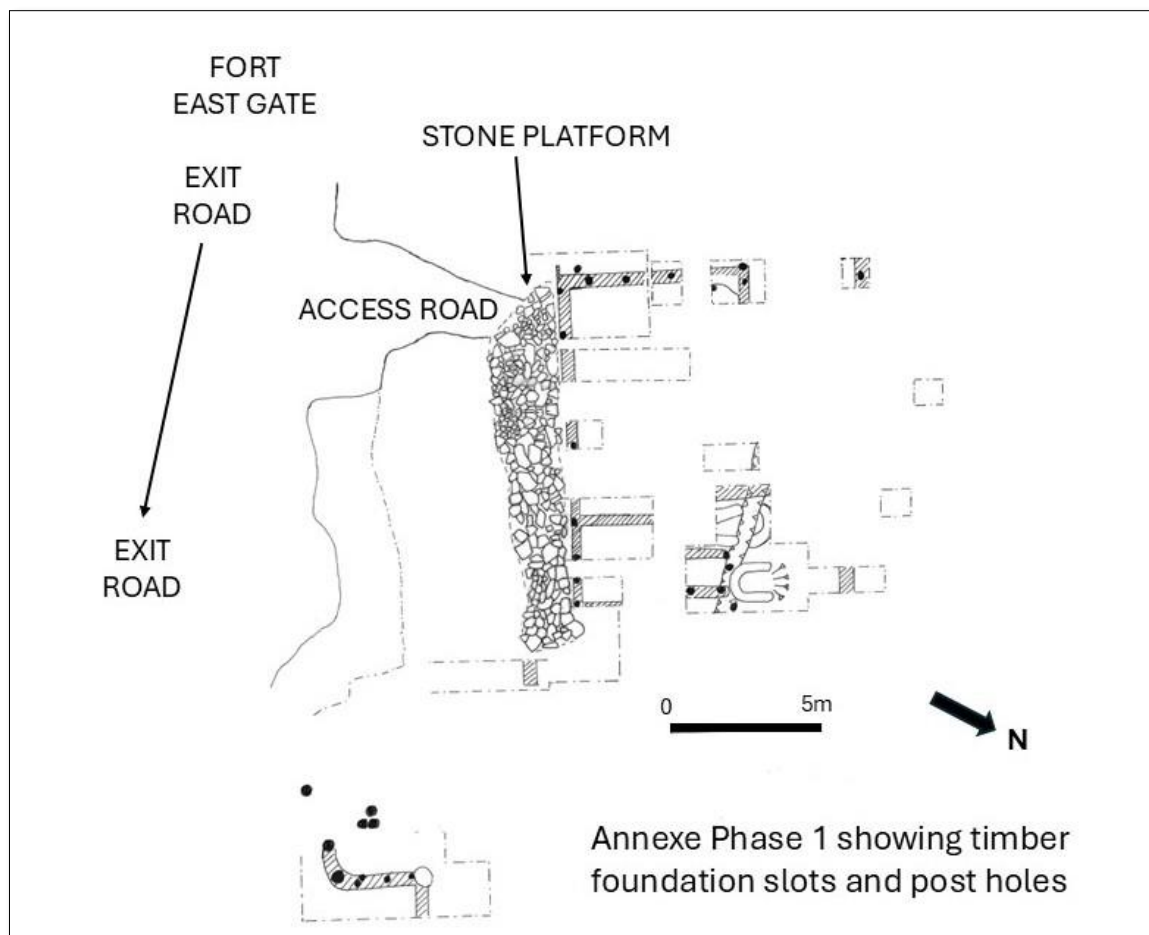 FORT
EAST GATE
STONE PLATFORM
EXIT
ROAD
ACCESS ROAD
EXIT
ROAD
0 5m
N
Annexe Phase 1 showing timber
foundation slots and post holes